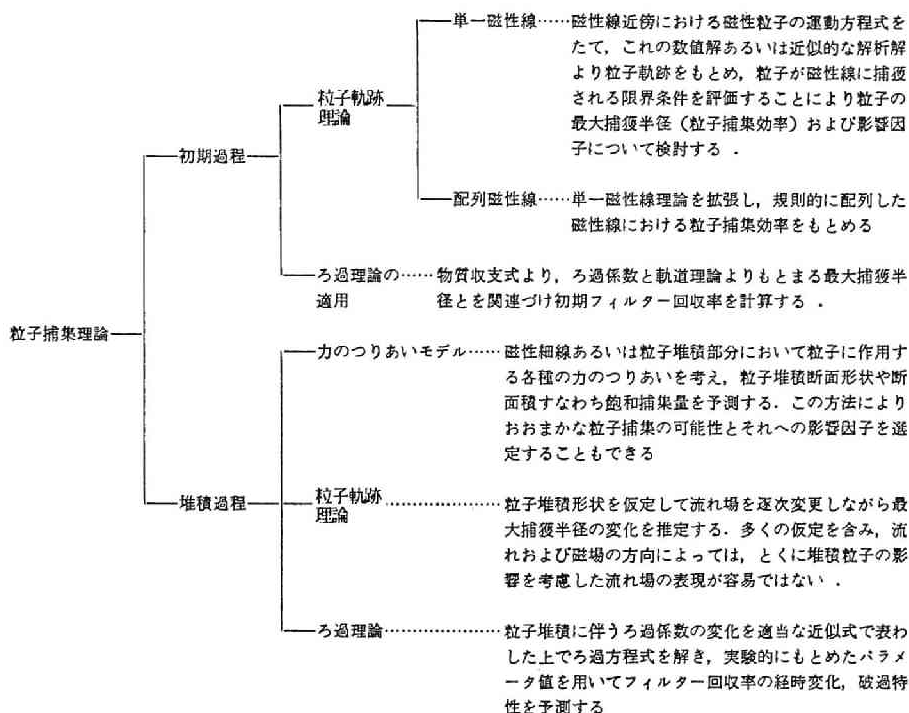 単一磁性線……磁性線近傍における磁性粒子の運動方程式を
たて，これの数値解あるいは近似的な解析解
より粒子軌跡をもとめ，粒子が磁性線に捕獲
される限界条件を評価することにより粒子の
最大捕獲半径（粒子捕集効率）および影響因
子について検討する．
粒子軌跡
理論
初期過程
配列磁性線……単一磁性線理論を拡張し，規則的に配列した
磁性線における粒子捕集効率をもとめる
ろ過理論の……物質収支式より，ろ過係数と軌道理論よりもとまる最大捕獲半
適用
径とを関連づけ初期フィルター回収率を計算する．
粒子捕集理論
力のつりあいモデル……磁性細線あるいは粒子堆積部分において粒子に作用す
る各種の力のつりあいを考え，粒子堆積断面形状や断
面積すなわち飽和捕集量を予測する．この方法により
おおまかな粒子捕集の可能性とそれへの影響因子を選
定することもできる
堆積過程
粒子軌跡
理論
……………粒子堆積形状を仮定して流れ場を逐次変更しながら最
大捕獲半径の変化を推定する．多くの仮定を含み，流
れおよび磁場の方向によっては，とくに堆積粒子の影
響を考慮した流れ場の表現が容易ではない．
ろ過理論……………粒子堆積に伴うろ過係数の変化を適当な近似式で表わ
した上でろ過方程式を解き，実験的にもとめたパラメ
ータ値を用いてフィルター回収率の経時変化，破過特
性を予測する